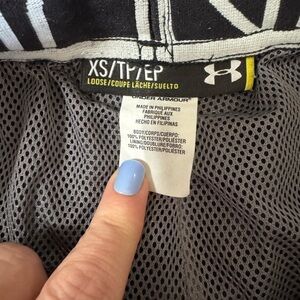 XS/TP/EP
LOOSE/COUPE LÂCHE/SUELTO
UNDER ARMOUR
MADE IN PHILIPPINES
FABRIQUE AUX
PHILIPPINES
HECHO EN FILIPINAS
BODY/CORPS/CUERPO:
100% POLYESTER/POLIÉSTER
LINING/DOUBLURE/FORRO:
100% POLYESTER/POLIÉSTER